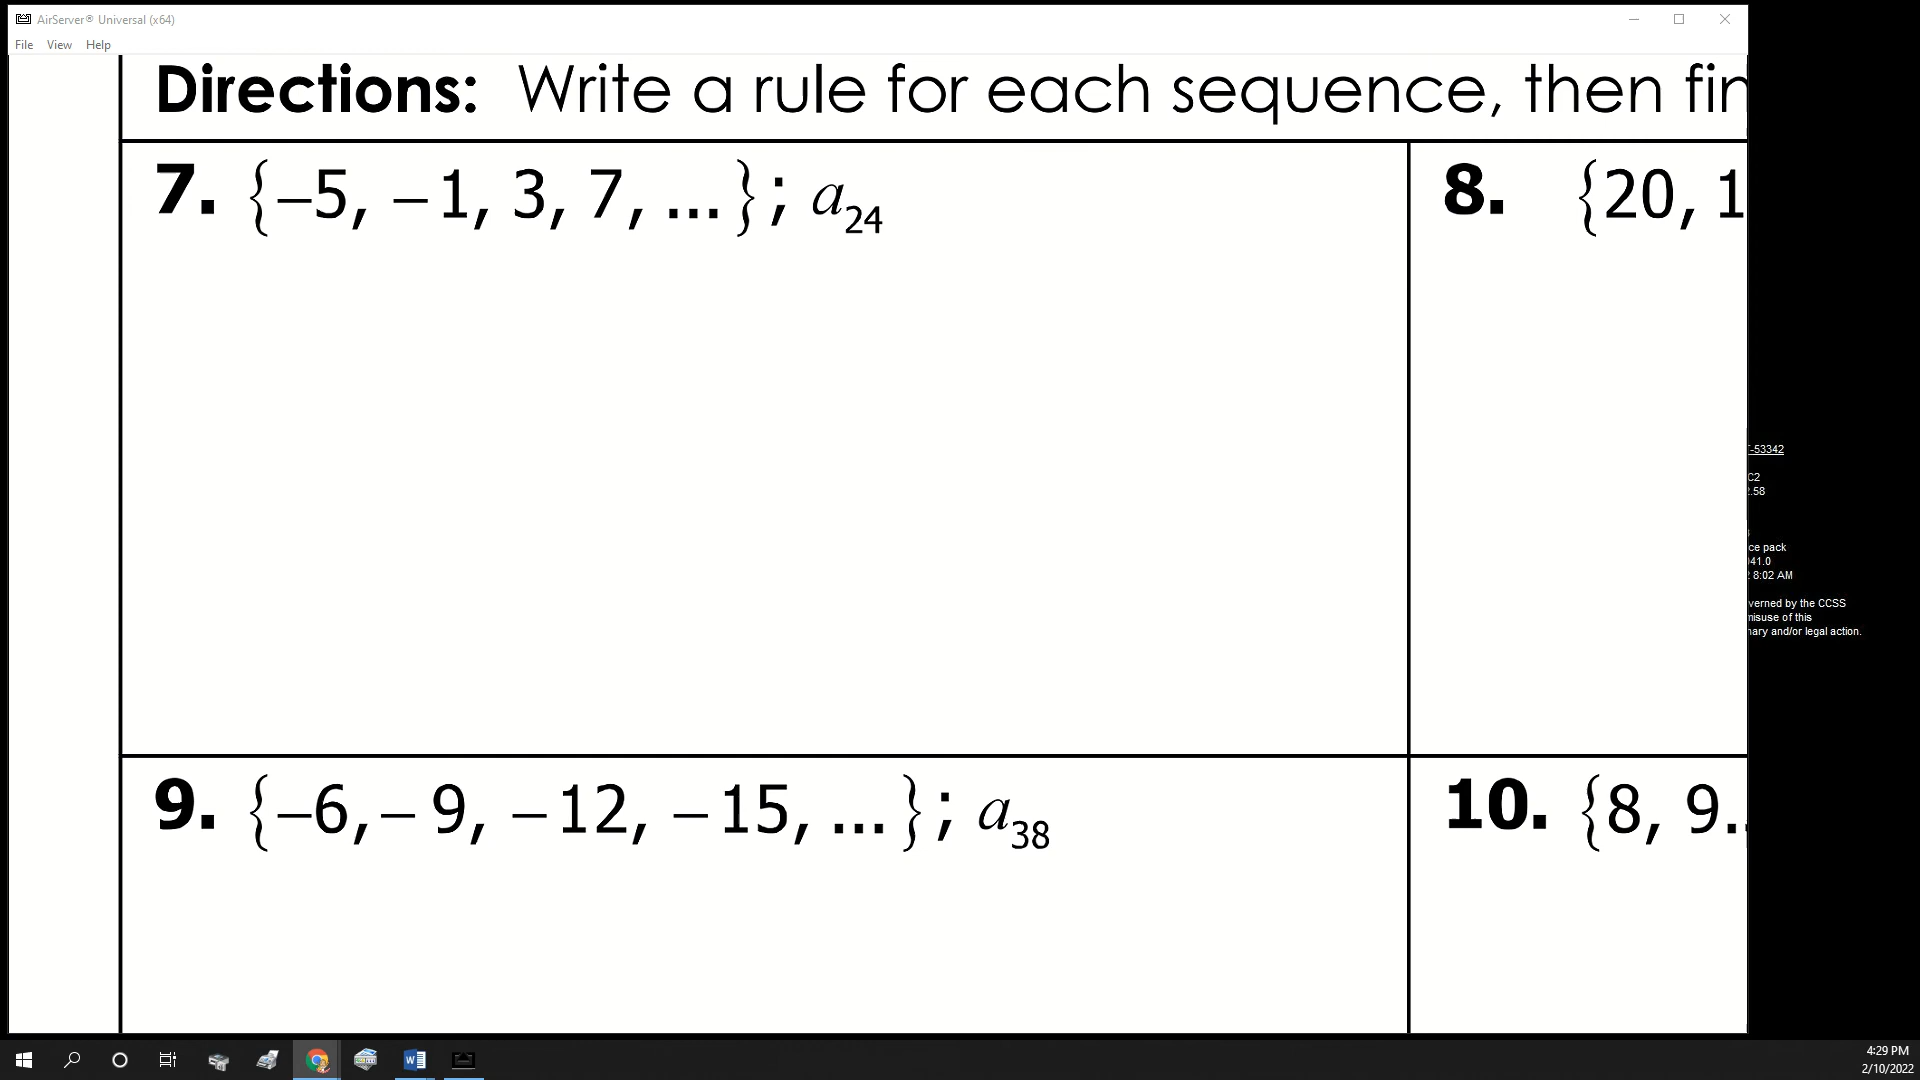 AirServer® Universal (x64)
File View Help
Directions: Write a rule for each sequence, then fin
7. {–5, – 1, 3, 7, ... } ; a24
8. {20, 1
9. {–6, – 9, – 12, – 15, ... } ; a38
10. {8, 9..
-53342
C2
.58
ce pack
041.0
8:02 AM
verned by the CCSS
misuse of this
nary and/or legal action.
4:29 PM
2/10/2022